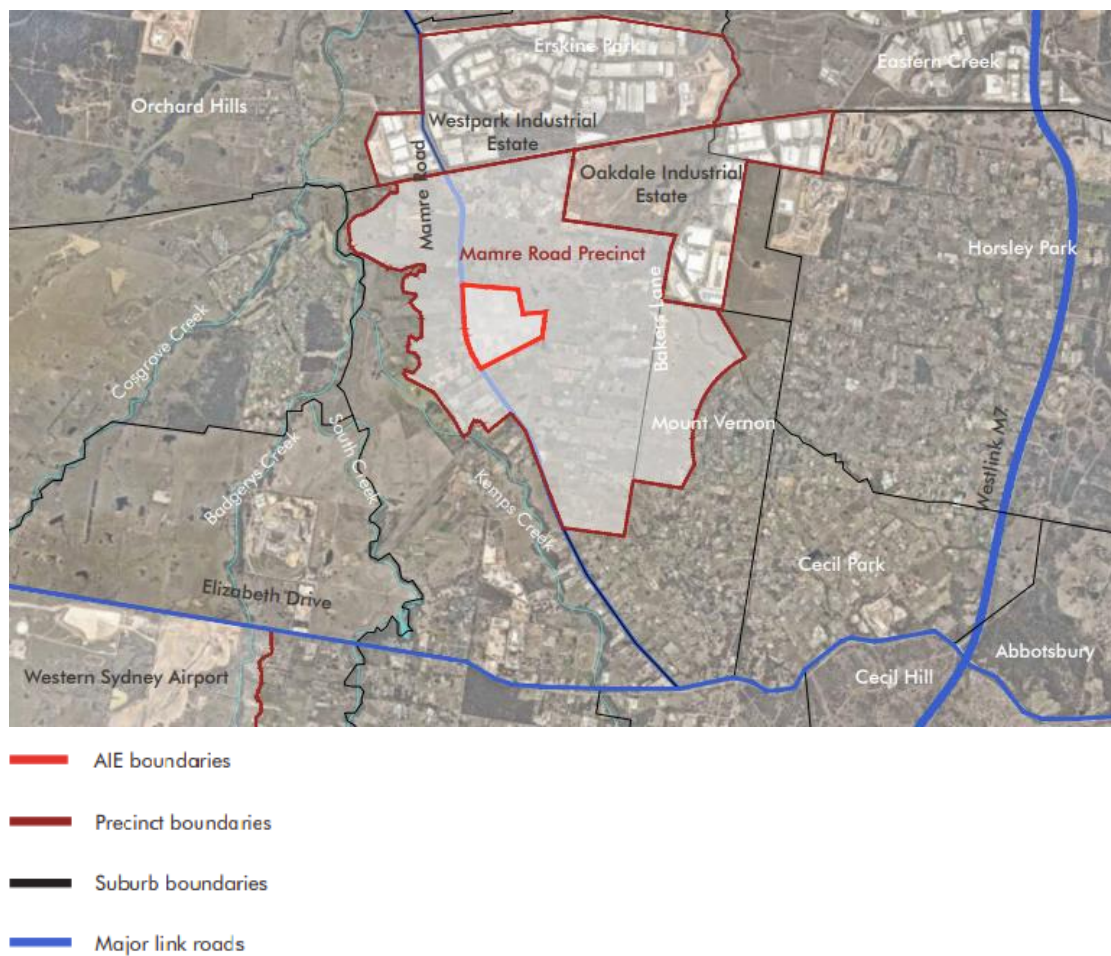 Erskine Park
Eastern Creek
Orchard Hills
Westpark Industrial
Estate
Mamre Road
Oakdale Industrial
Estate
Mamre Road Precinct
Horsley Park
Bakers Lane
Cosgrove Creek
Mount Vernon
South Creek
Badgerys Creek
Westlink M7
Kemps Creek
Cecil Park
Elizabeth Drive
Abbotsbury
Western Sydney Airport
Cecil Hill
AIE boundaries
Precinct boundaries
Suburb boundaries
Major link roads